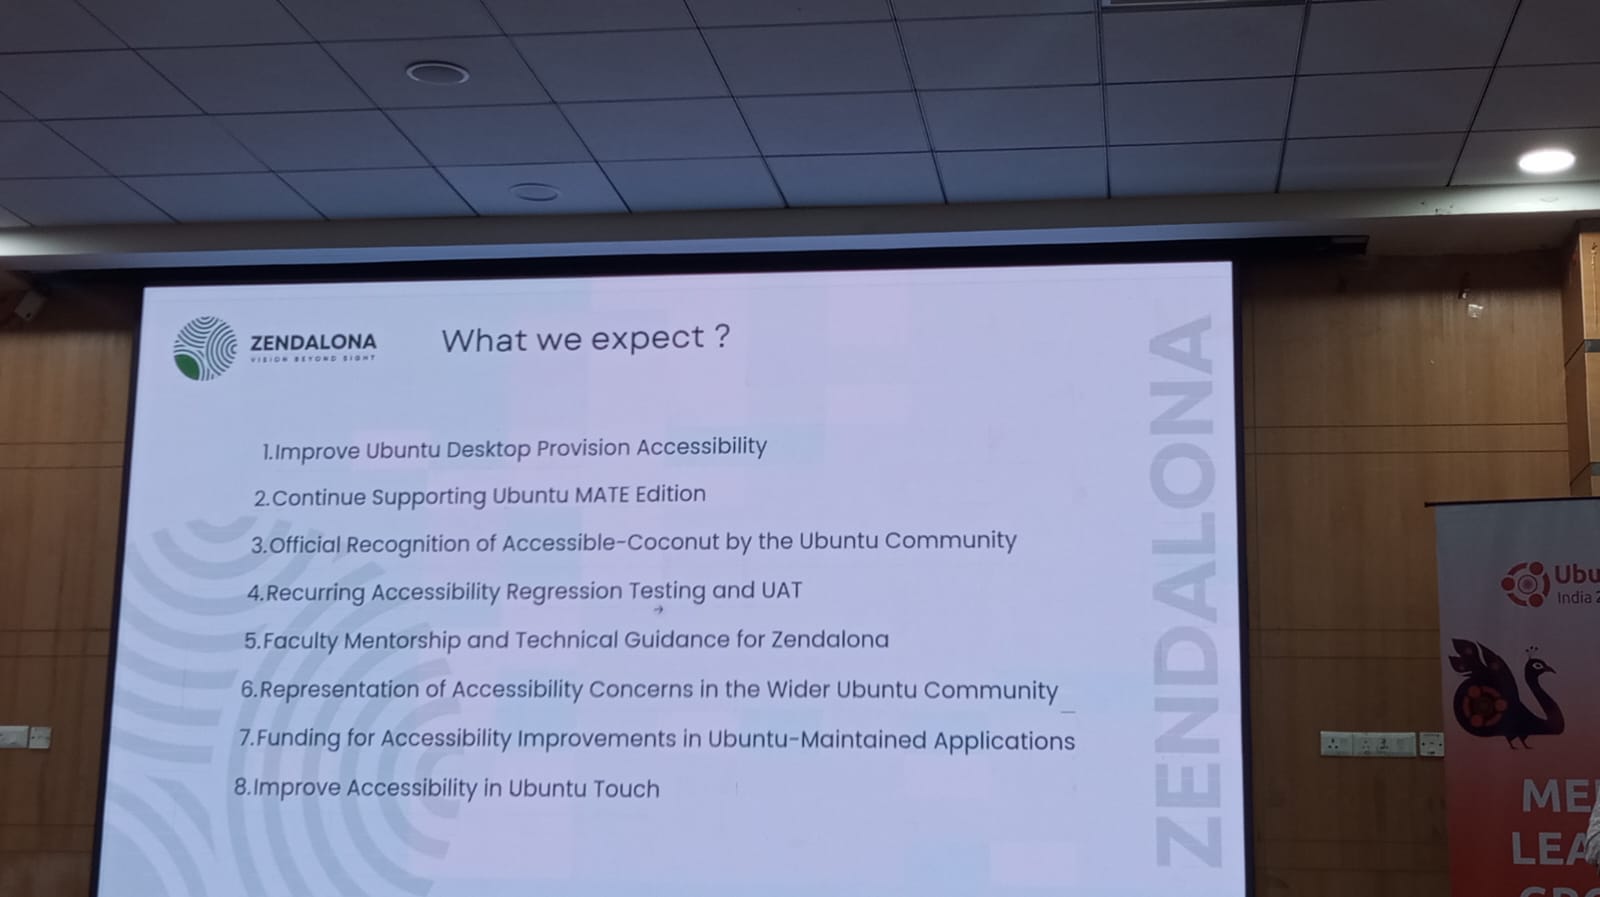 ZENDALONA
VISION BEYOND SIGHT
What we expect ?
1.Improve Ubuntu Desktop Provision Accessibility
2.Continue Supporting Ubuntu MATE Edition
3.Official Recognition of Accessible-Coconut by the Ubuntu Community
4.Recurring Accessibility Regression Testing and UAT
5.Faculty Mentorship and Technical Guidance for Zendalona
6.Representation of Accessibility Concerns in the Wider Ubuntu Community
7.Funding for Accessibility Improvements in Ubuntu-Maintained Applications
8.Improve Accessibility in Ubuntu Touch
ZENDALONA
Ubu
India 2
ME
LEA